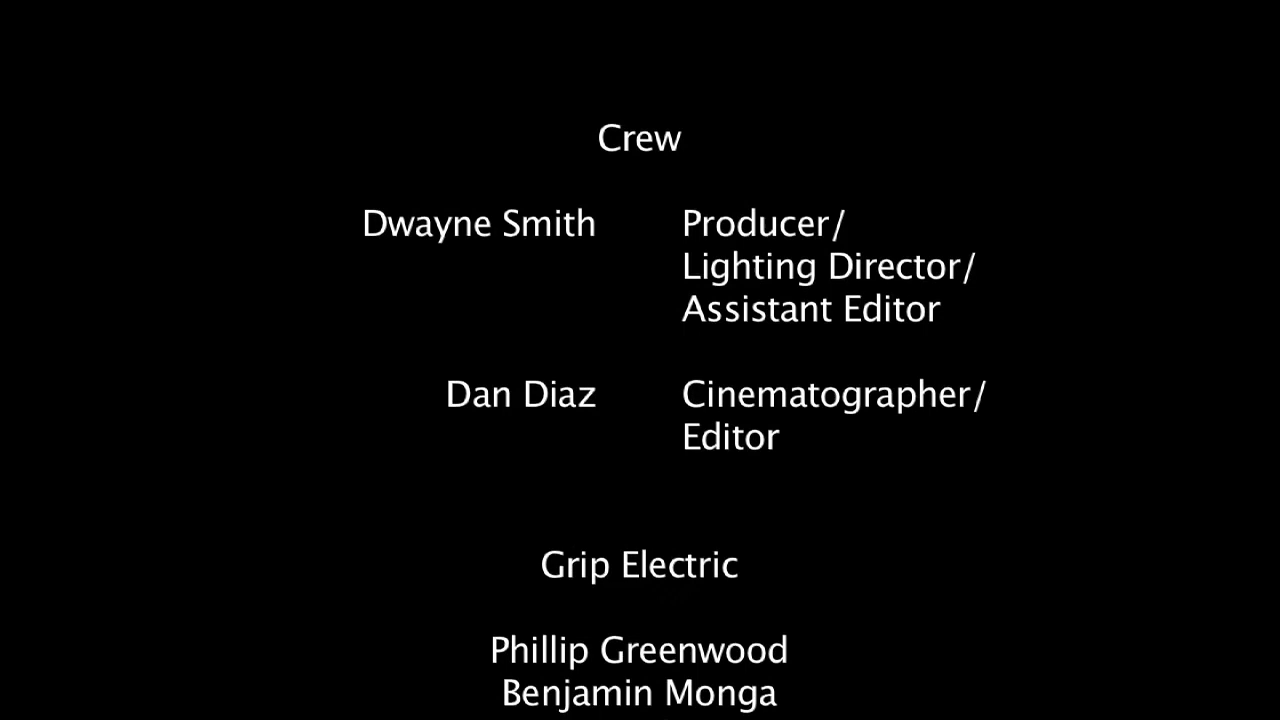 Crew
Dwayne Smith Producer/
Lighting Director/
Assistant Editor
Dan Diaz Cinematographer/
Editor
Grip Electric
Phillip Greenwood
Benjamin Monga